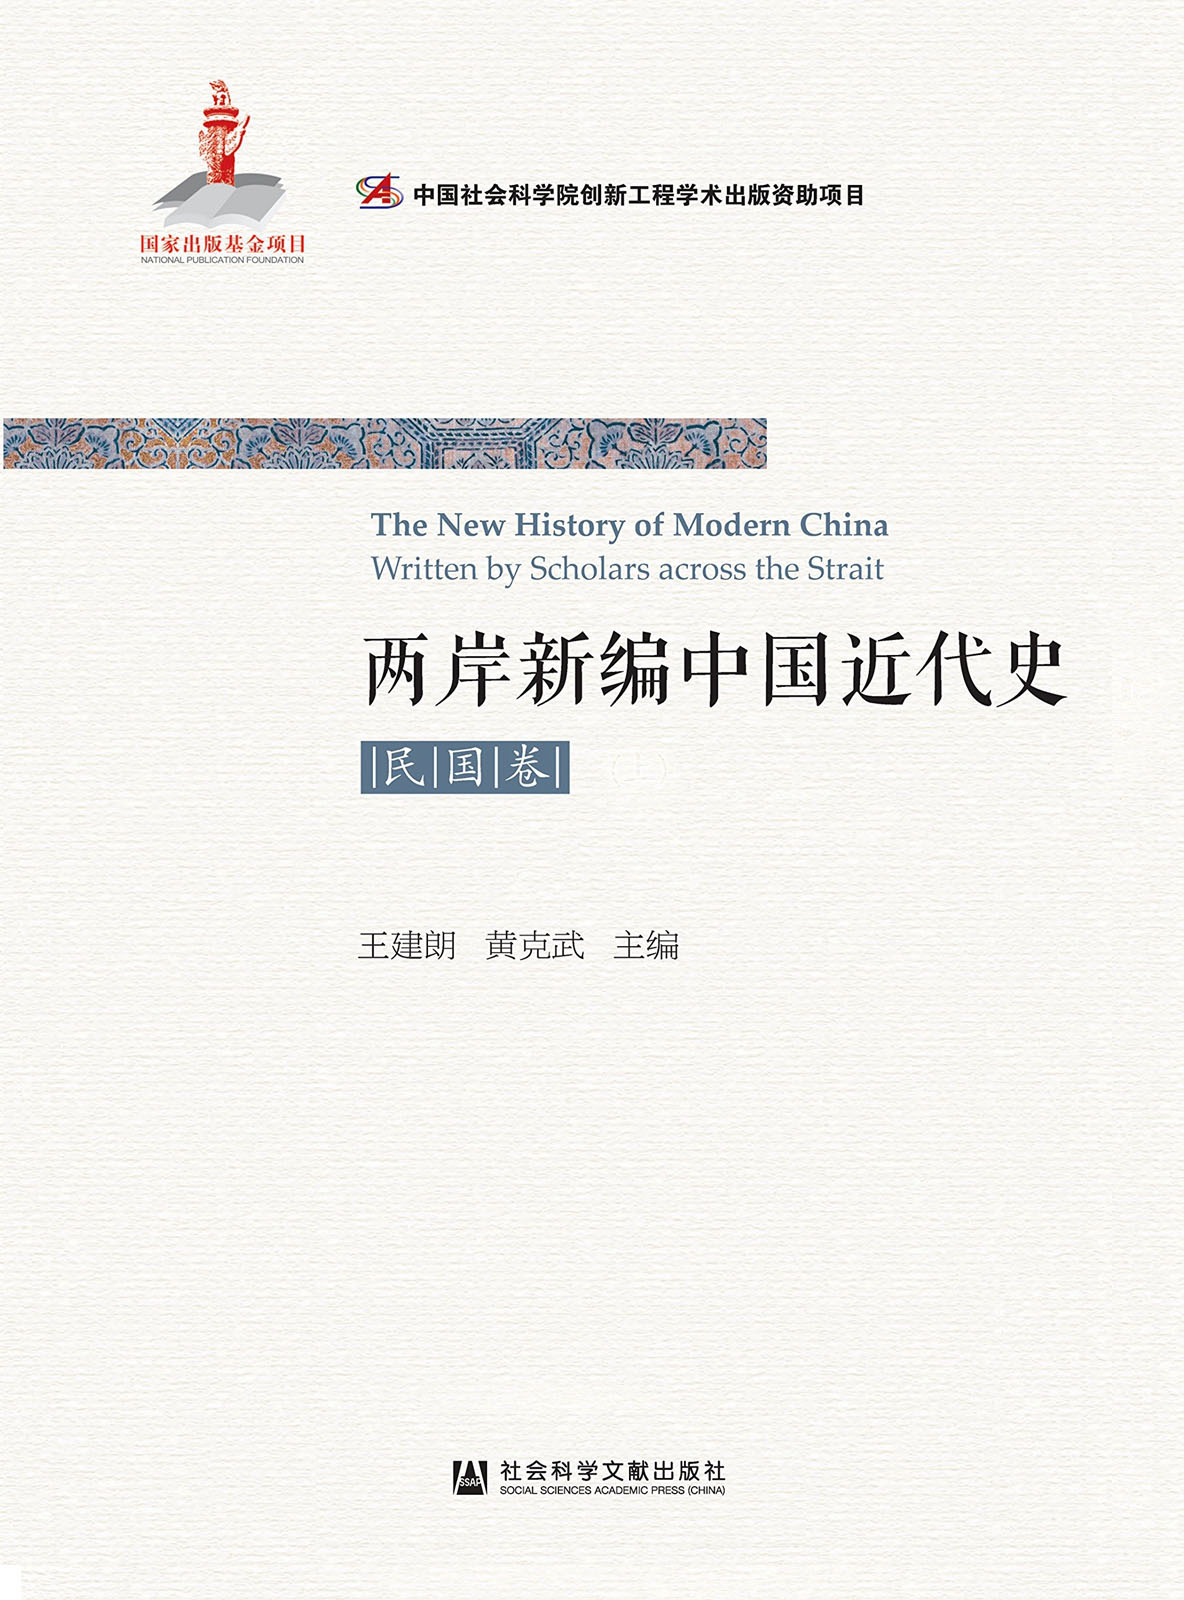 中国社会科学院创新工程学术出版资助项目
国家出版基金项目
NATIONAL PUBLICATION FOUNDATION
The New History of Modern China
Written by Scholars across the Strait
两岸新编中国近代史
民国卷 (上)
王建朗 黄克武 主编
SSAP
社会科学文献出版社
SOCIAL SCIENCES ACADEMIC PRESS (CHINA)